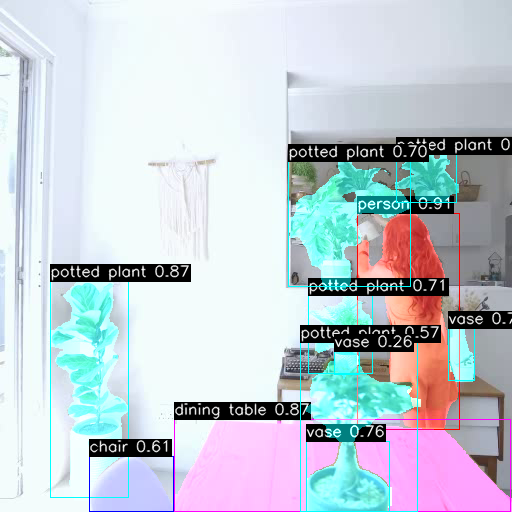 potted plant 0.70
potted plant 0
person 0.91
potted plant 0.87
potted plant 0.71
vase 0.7
potted plant 0.57
vase 0.26
dining table 0.87
vase 0.76
chair 0.61